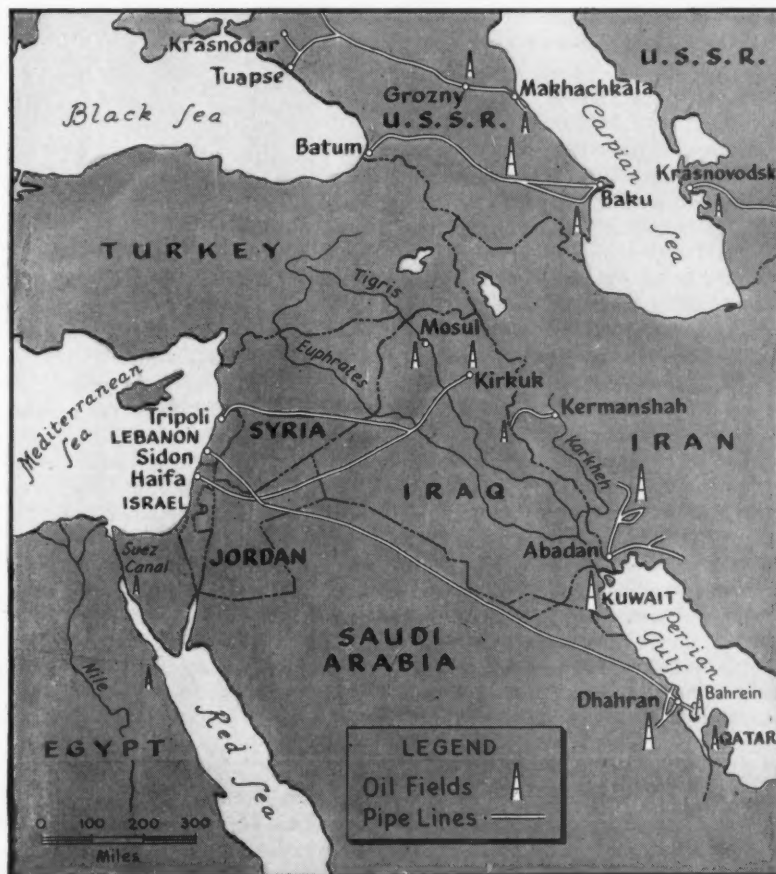 Krasnodar
Tuapse
Black Sea
Grozny
U.S.S.R.
Makhachkala
U.S.S.R.
Caspian
Sea
Batum
Baku
Krasnovodsk
TURKEY
Tigris
Mosul
Euphrates
Kirkuk
Mediterranean
Sea
Tripoli
LEBANON
Sidon
Haifa
ISRAEL
SYRIA
Kermanshah
Karkheh
IRAN
IRAQ
Suez
Canal
JORDAN
Abadan
KUWAIT
Persian
Gulf
SAUDI
ARABIA
Nile
EGYPT
Red Sea
Dhahran
Bahrein
QATAR
LEGEND
Oil Fields
Pipe Lines
0 100 200 300
Miles